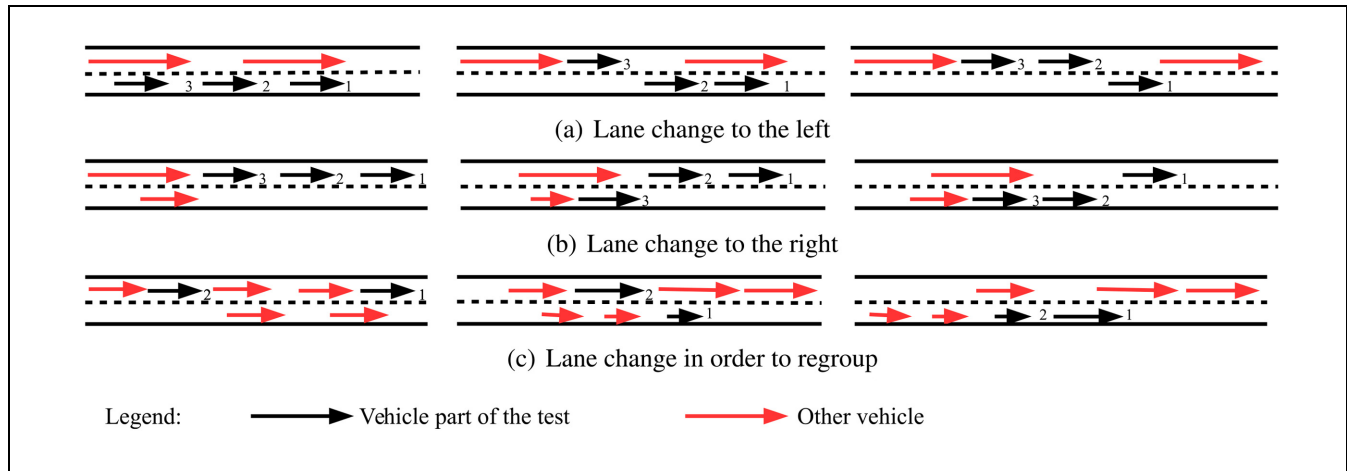 3 2 1 3 2 1 3 2 1
(a) Lane change to the left
3 2 1 3 2 1 3 2 1
(b) Lane change to the right
2 1 2 1 2 1
(c) Lane change in order to regroup
Legend: Vehicle part of the test Other vehicle